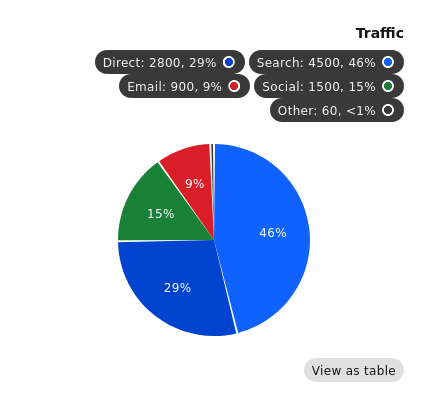 Traffic
Direct: 2800, 29%
Search: 4500, 46%
Email: 900, 9%
Social: 1500, 15%
Other: 60, <1%
9%
15%
46%
29%
View as table